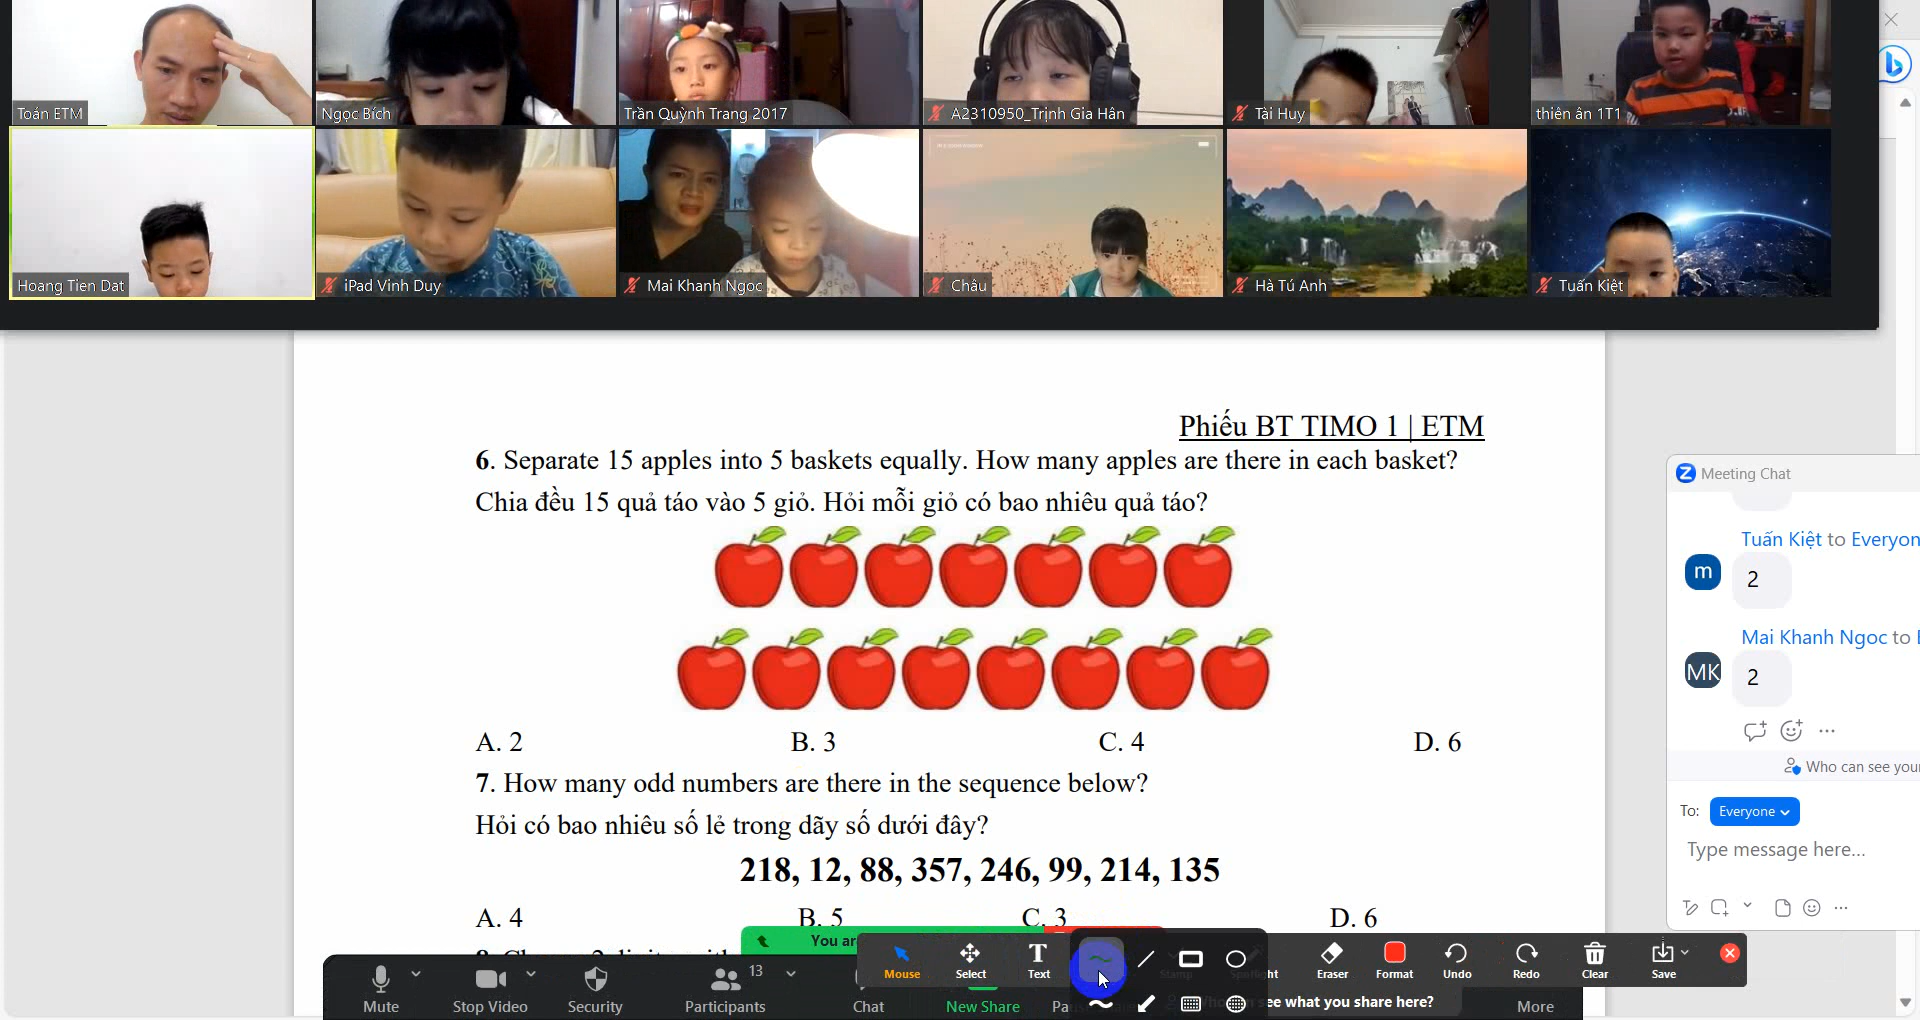 Toán ETM
Ngọc Bích
Trần Quỳnh Trang 2017
A2310950_Trịnh Gia Hân
Tài Huy
thiên ân 1T1
Hoang Tien Dat
iPad Vinh Duy
Mai Khanh Ngoc
Châu
Hà Tú Anh
Tuấn Kiệt
Phiếu BT TIMO 1 | ETM
6. Separate 15 apples into 5 baskets equally. How many apples are there in each basket?
Chia đều 15 quả táo vào 5 giỏ. Hỏi mỗi giỏ có bao nhiêu quả táo?
A. 2 B. 3 C. 4 D. 6
7. How many odd numbers are there in the sequence below?
Hỏi có bao nhiêu số lẻ trong dãy số dưới đây?
218, 12, 88, 357, 246, 99, 214, 135
A. 4 B. 5 C. 3 D. 6
Meeting Chat
Tuấn Kiệt to Everyon
m
2
Mai Khanh Ngoc to
MK
2
Who can see your
To: Everyone
Type message here...
You are
Mouse Select Text Eraser Format Undo Redo Clear Save
Mute Stop Video Security Participants 13 Chat New Share More
see what you share here?